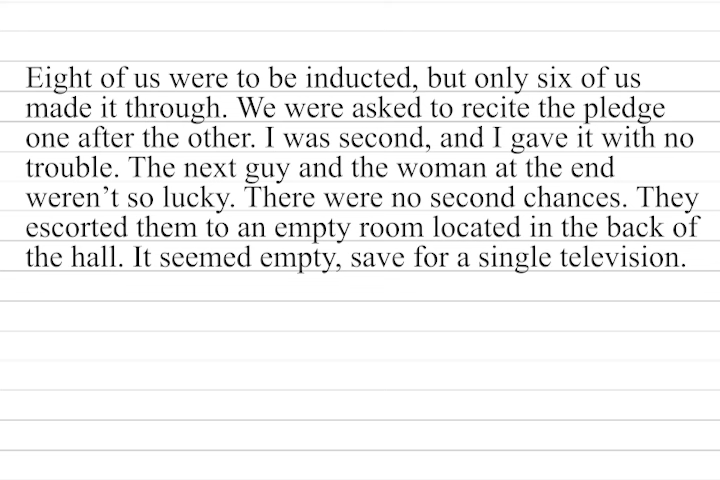 Eight of us were to be inducted, but only six of us
made it through. We were asked to recite the pledge
one after the other. I was second, and I gave it with no
trouble. The next guy and the woman at the end
weren’t so lucky. There were no second chances. They
escorted them to an empty room located in the back of
the hall. It seemed empty, save for a single television.